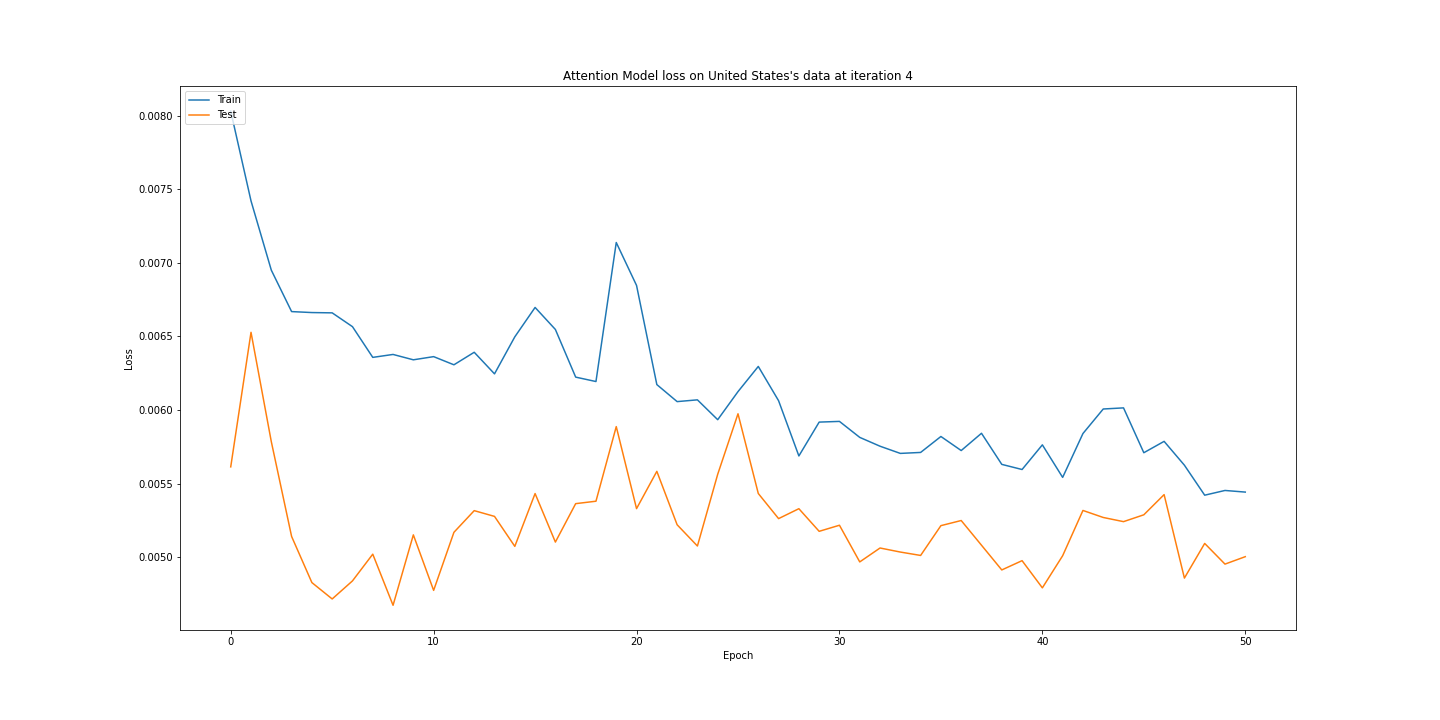 Attention Model loss on United States's data at iteration 4
Train
Test
0.0080
0.0075
0.0070
0.0065
0.0060
0.0055
0.0050
Loss
0 10 20 30 40 50
Epoch